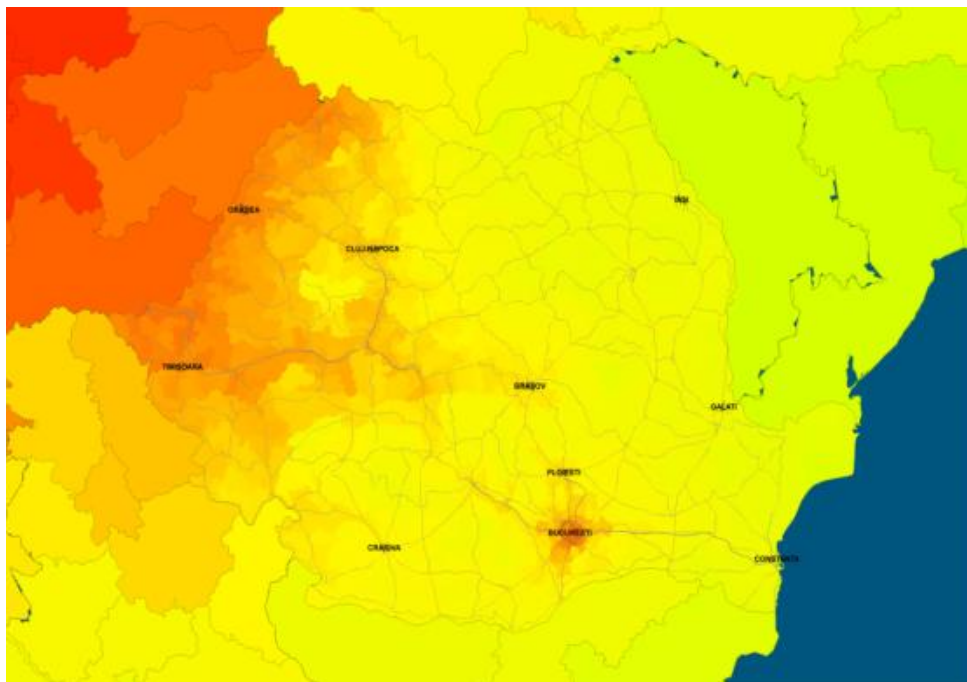 IASI
ORADEA
CLUJ-NAPOCA
TIMISOARA
BRASOV
GALATI
PLOIESTI
BUCURESTI
CRAIOVA
CONSTANTA